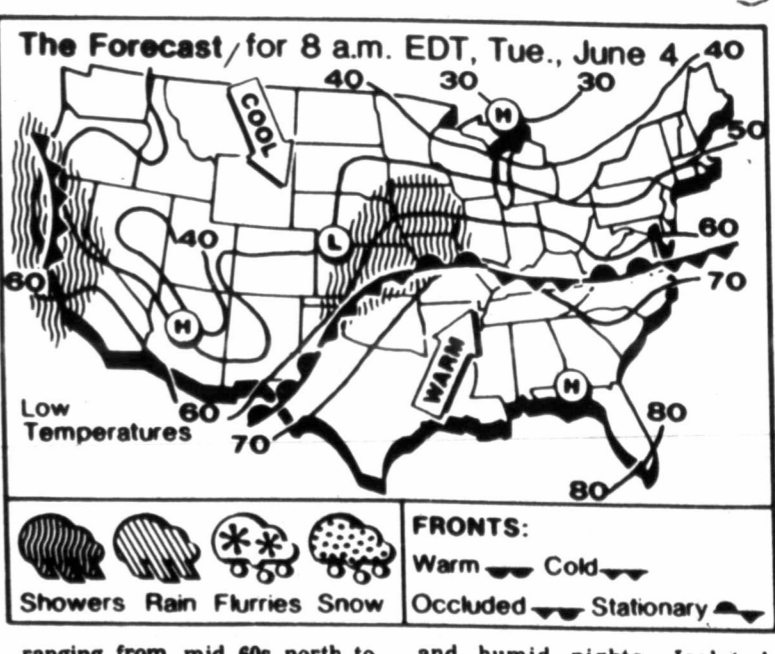 The Forecast / for 8 a.m. EDT, Tue., June 4
40
40
30
30
H
COOL
50
40
L
60
60
70
H
WARM
H
60
70
80
80
Low
Temperatures
Showers Rain Flurries Snow
FRONTS:
Warm Cold
Occluded Stationary
ranging from mid 60s north to
and humid nights. Isolated